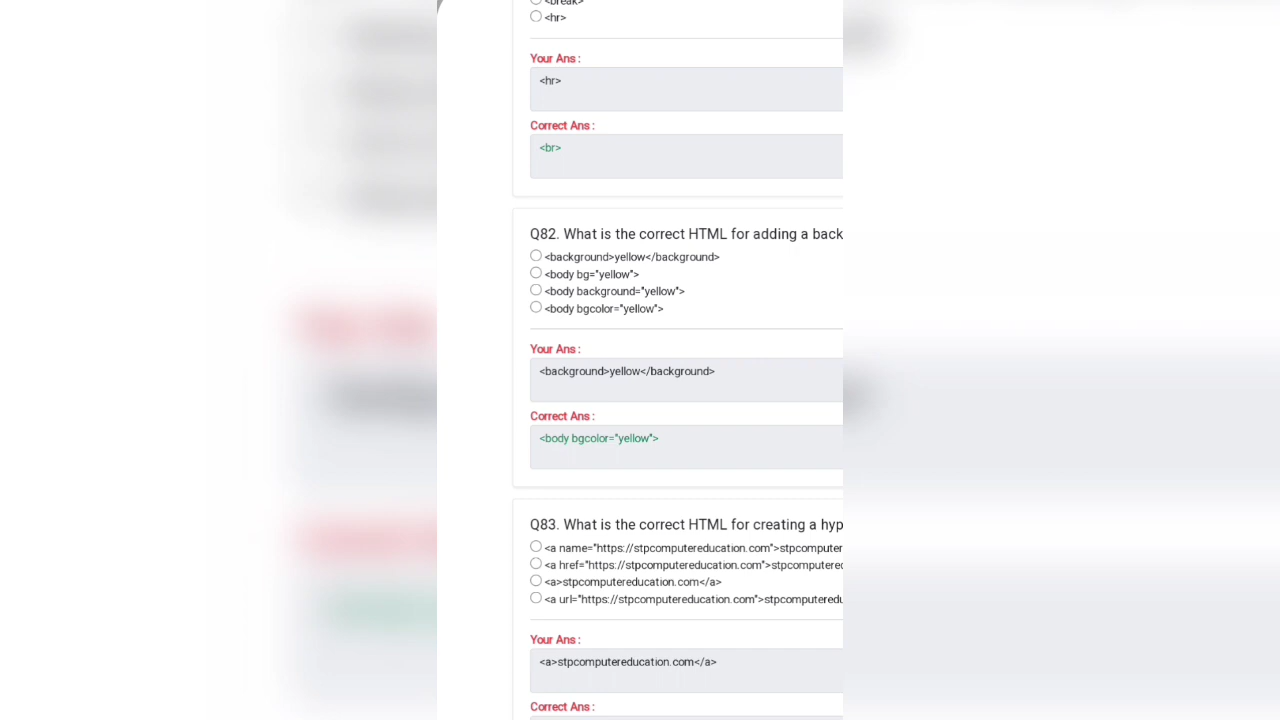 <break>
<hr>
Your Ans :
<hr>
Correct Ans :
<br>
Q82. What is the correct HTML for adding a back
<background>yellow</background>
<body bg="yellow">
<body background="yellow">
<body bgcolor="yellow">
Your Ans :
<background>yellow</background>
Correct Ans :
<body bgcolor="yellow">
Q83. What is the correct HTML for creating a hyp
<a name="https://stpcomputereducation.com">stpcomputer
<a href="https://stpcomputereducation.com">stpcomputered
<a>stpcomputereducation.com</a>
<a url="https://stpcomputereducation.com">stpcomputeredu
Your Ans :
<a>stpcomputereducation.com</a>
Correct Ans :